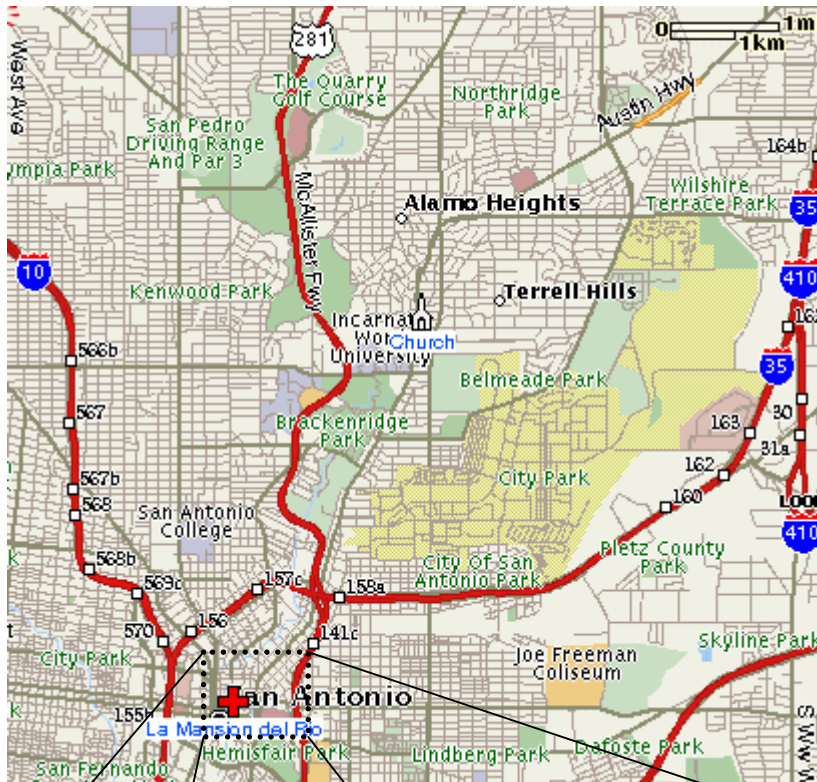 0 1m
1km
281
West Ave
The Quarry
Golf Course
Northridge
Park
Austin Hwy
San Pedro
Driving Range
And Par 3
164b
ympia Park
McAllister Fwy
Wilshire
Terrace Park
Alamo Heights
35
10
410
Kenwood Park
Terrell Hills
Incarnat
Wor
University
Church
162
566b
35
Belmeade Park
567
Brackenridge
Park
30
163
31a
567b
568
City Park
162
160
LOO
San Antonio
College
410
568b
City Of San
Antonio Park
Pletz County
Park
569c
157c
158a
156
570
141c
t
City Park
Joe Freeman
Coliseum
Skyline Park
an Antonio
155b
La Mansion del Rio
Hemisfair Park
Lindberg Park
Dafoste Park
San Fernando
S Ww W